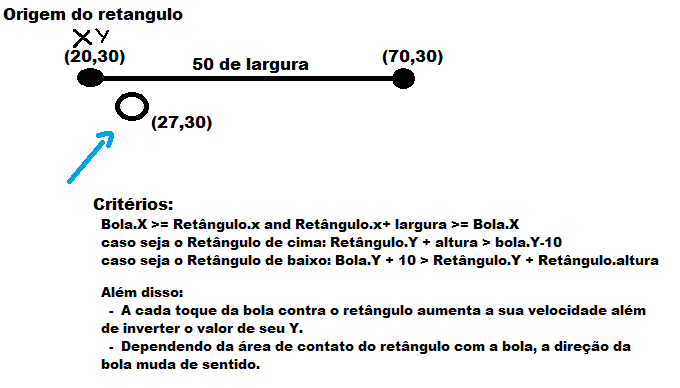 Origem do retangulo
X Y
(20,30) (70,30)
50 de largura
(27,30)
Critérios:
Bola.X >= Retângulo.x and Retângulo.x+ largura >= Bola.X
caso seja o Retângulo de cima: Retângulo.Y + altura > bola.Y-10
caso seja o Retângulo de baixo: Bola.Y + 10 > Retângulo.Y + Retângulo.altura
Além disso:
- A cada toque da bola contra o retângulo aumenta a sua velocidade além
de inverter o valor de seu Y.
- Dependendo da área de contato do retângulo com a bola, a direção da
bola muda de sentido.